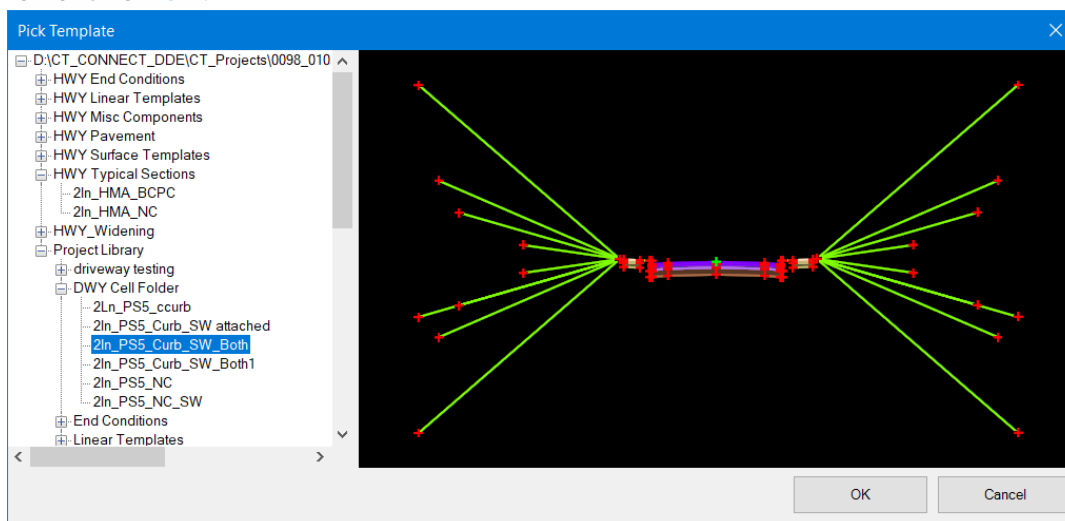 Pick Template
D:\CT_CONNECT_DDE\CT_Projects\0098_010
HWY End Conditions
HWY Linear Templates
HWY Misc Components
HWY Pavement
HWY Surface Templates
HWY Typical Sections
2ln_HMA_BCPC
2ln_HMA_NC
HWY_Widening
Project Library
driveway testing
DWY Cell Folder
2Ln_PS5_ccurb
2ln_PS5_Curb_SW attached
2ln_PS5_Curb_SW_Both
2ln_PS5_Curb_SW_Both1
2ln_PS5_NC
2ln_PS5_NC_SW
End Conditions
Linear Templates
OK Cancel